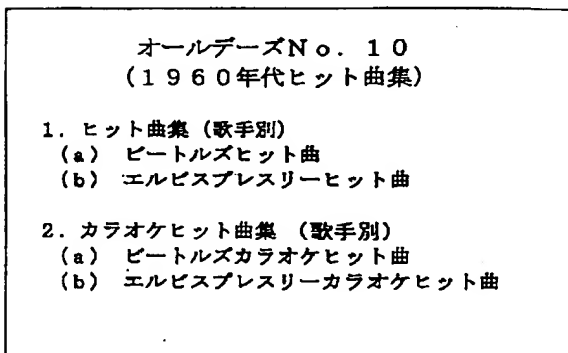 オールデーズNo. 10
(1960年代ヒット曲集)
1. ヒット曲集 (歌手別)
(a) ビートルズヒット曲
(b) エルビスプレスリーヒット曲
2. カラオケヒット曲集 (歌手別)
(a) ビートルズカラオケヒット曲
(b) エルビスプレスリーカラオケヒット曲